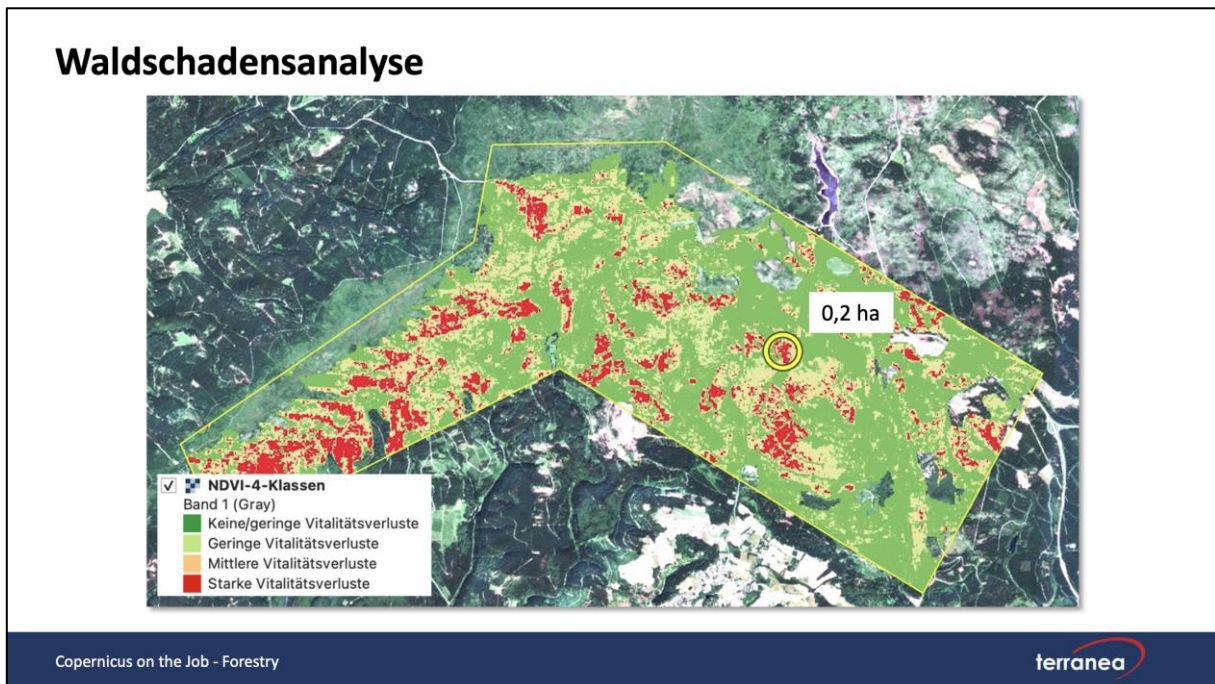 Waldschadensanalyse
0,2 ha
NDVI-4-Klassen
Band 1 (Gray)
Keine/geringe Vitalitätsverluste
Geringe Vitalitätsverluste
Mittlere Vitalitätsverluste
Starke Vitalitätsverluste
Copernicus on the Job - Forestry
terranea